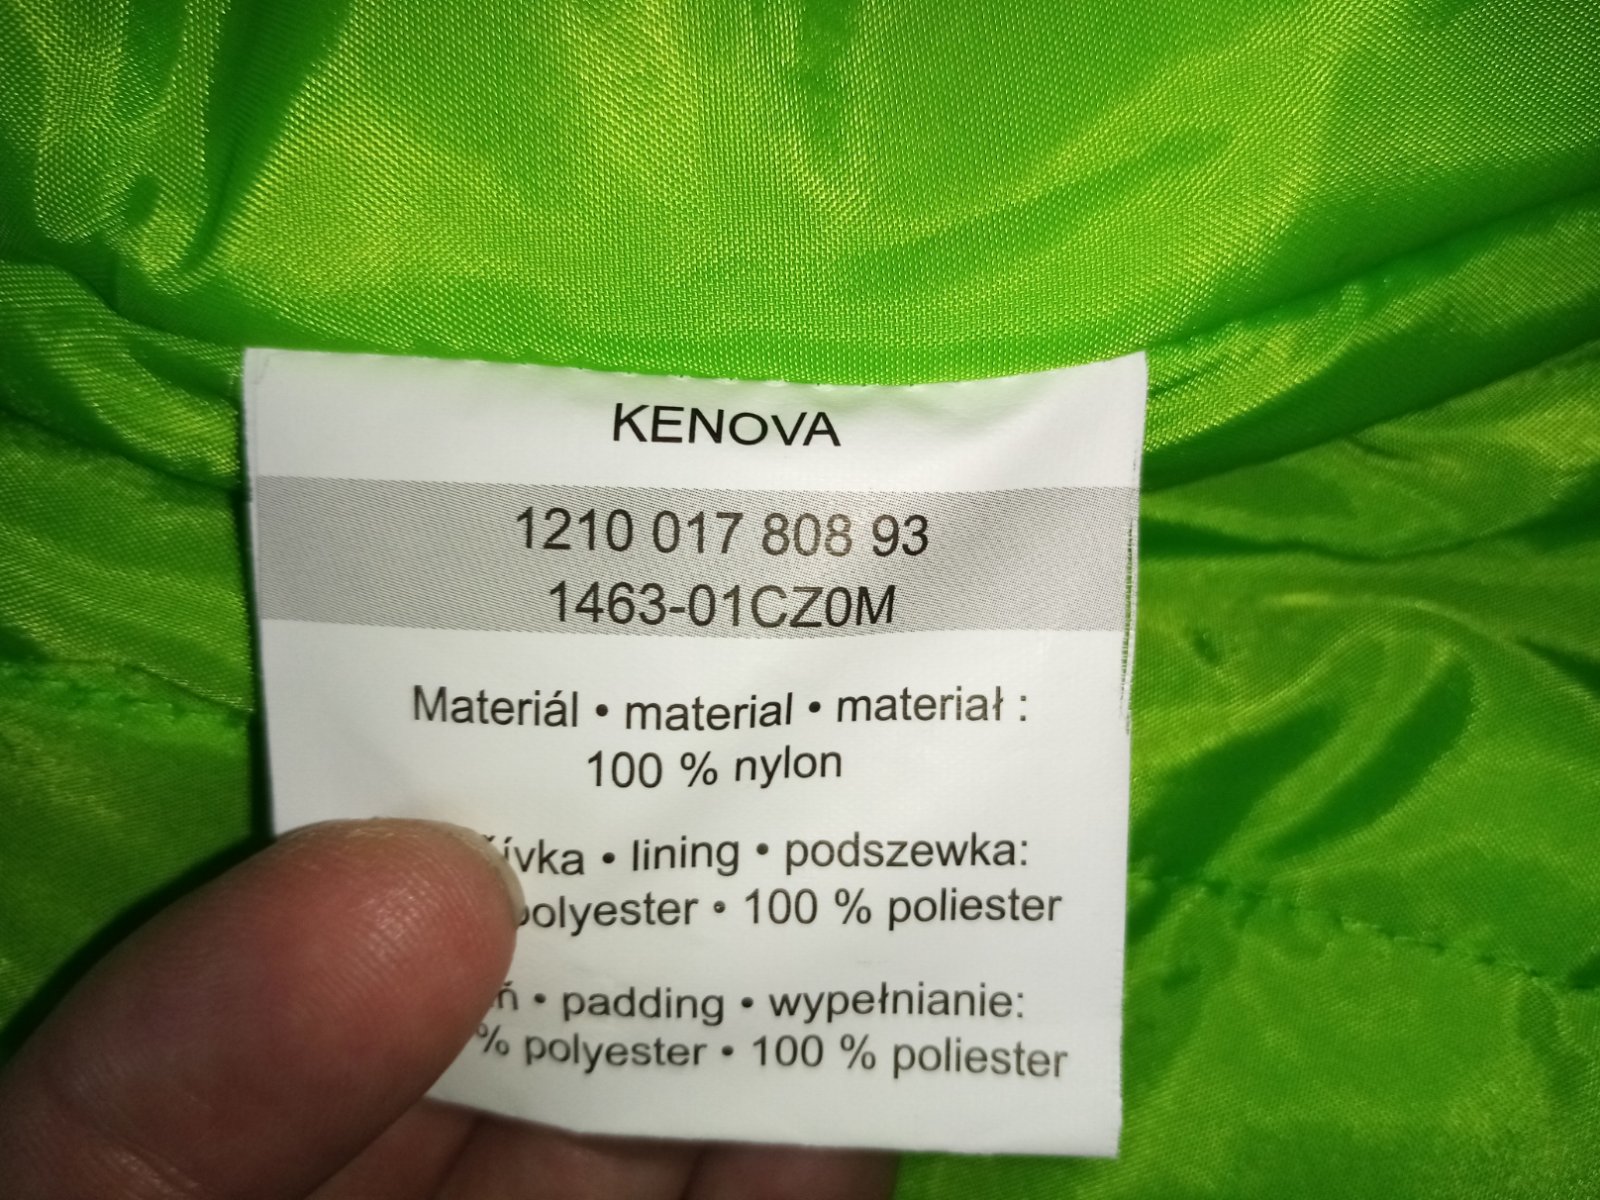 KENOVA
1210 017 808 93
1463-01CZ0M
Materiál • material • materiał :
100 % nylon
• lining • podszewka:
polyester • 100 % poliester
• padding • wypełnianie:
% polyester • 100 % poliester